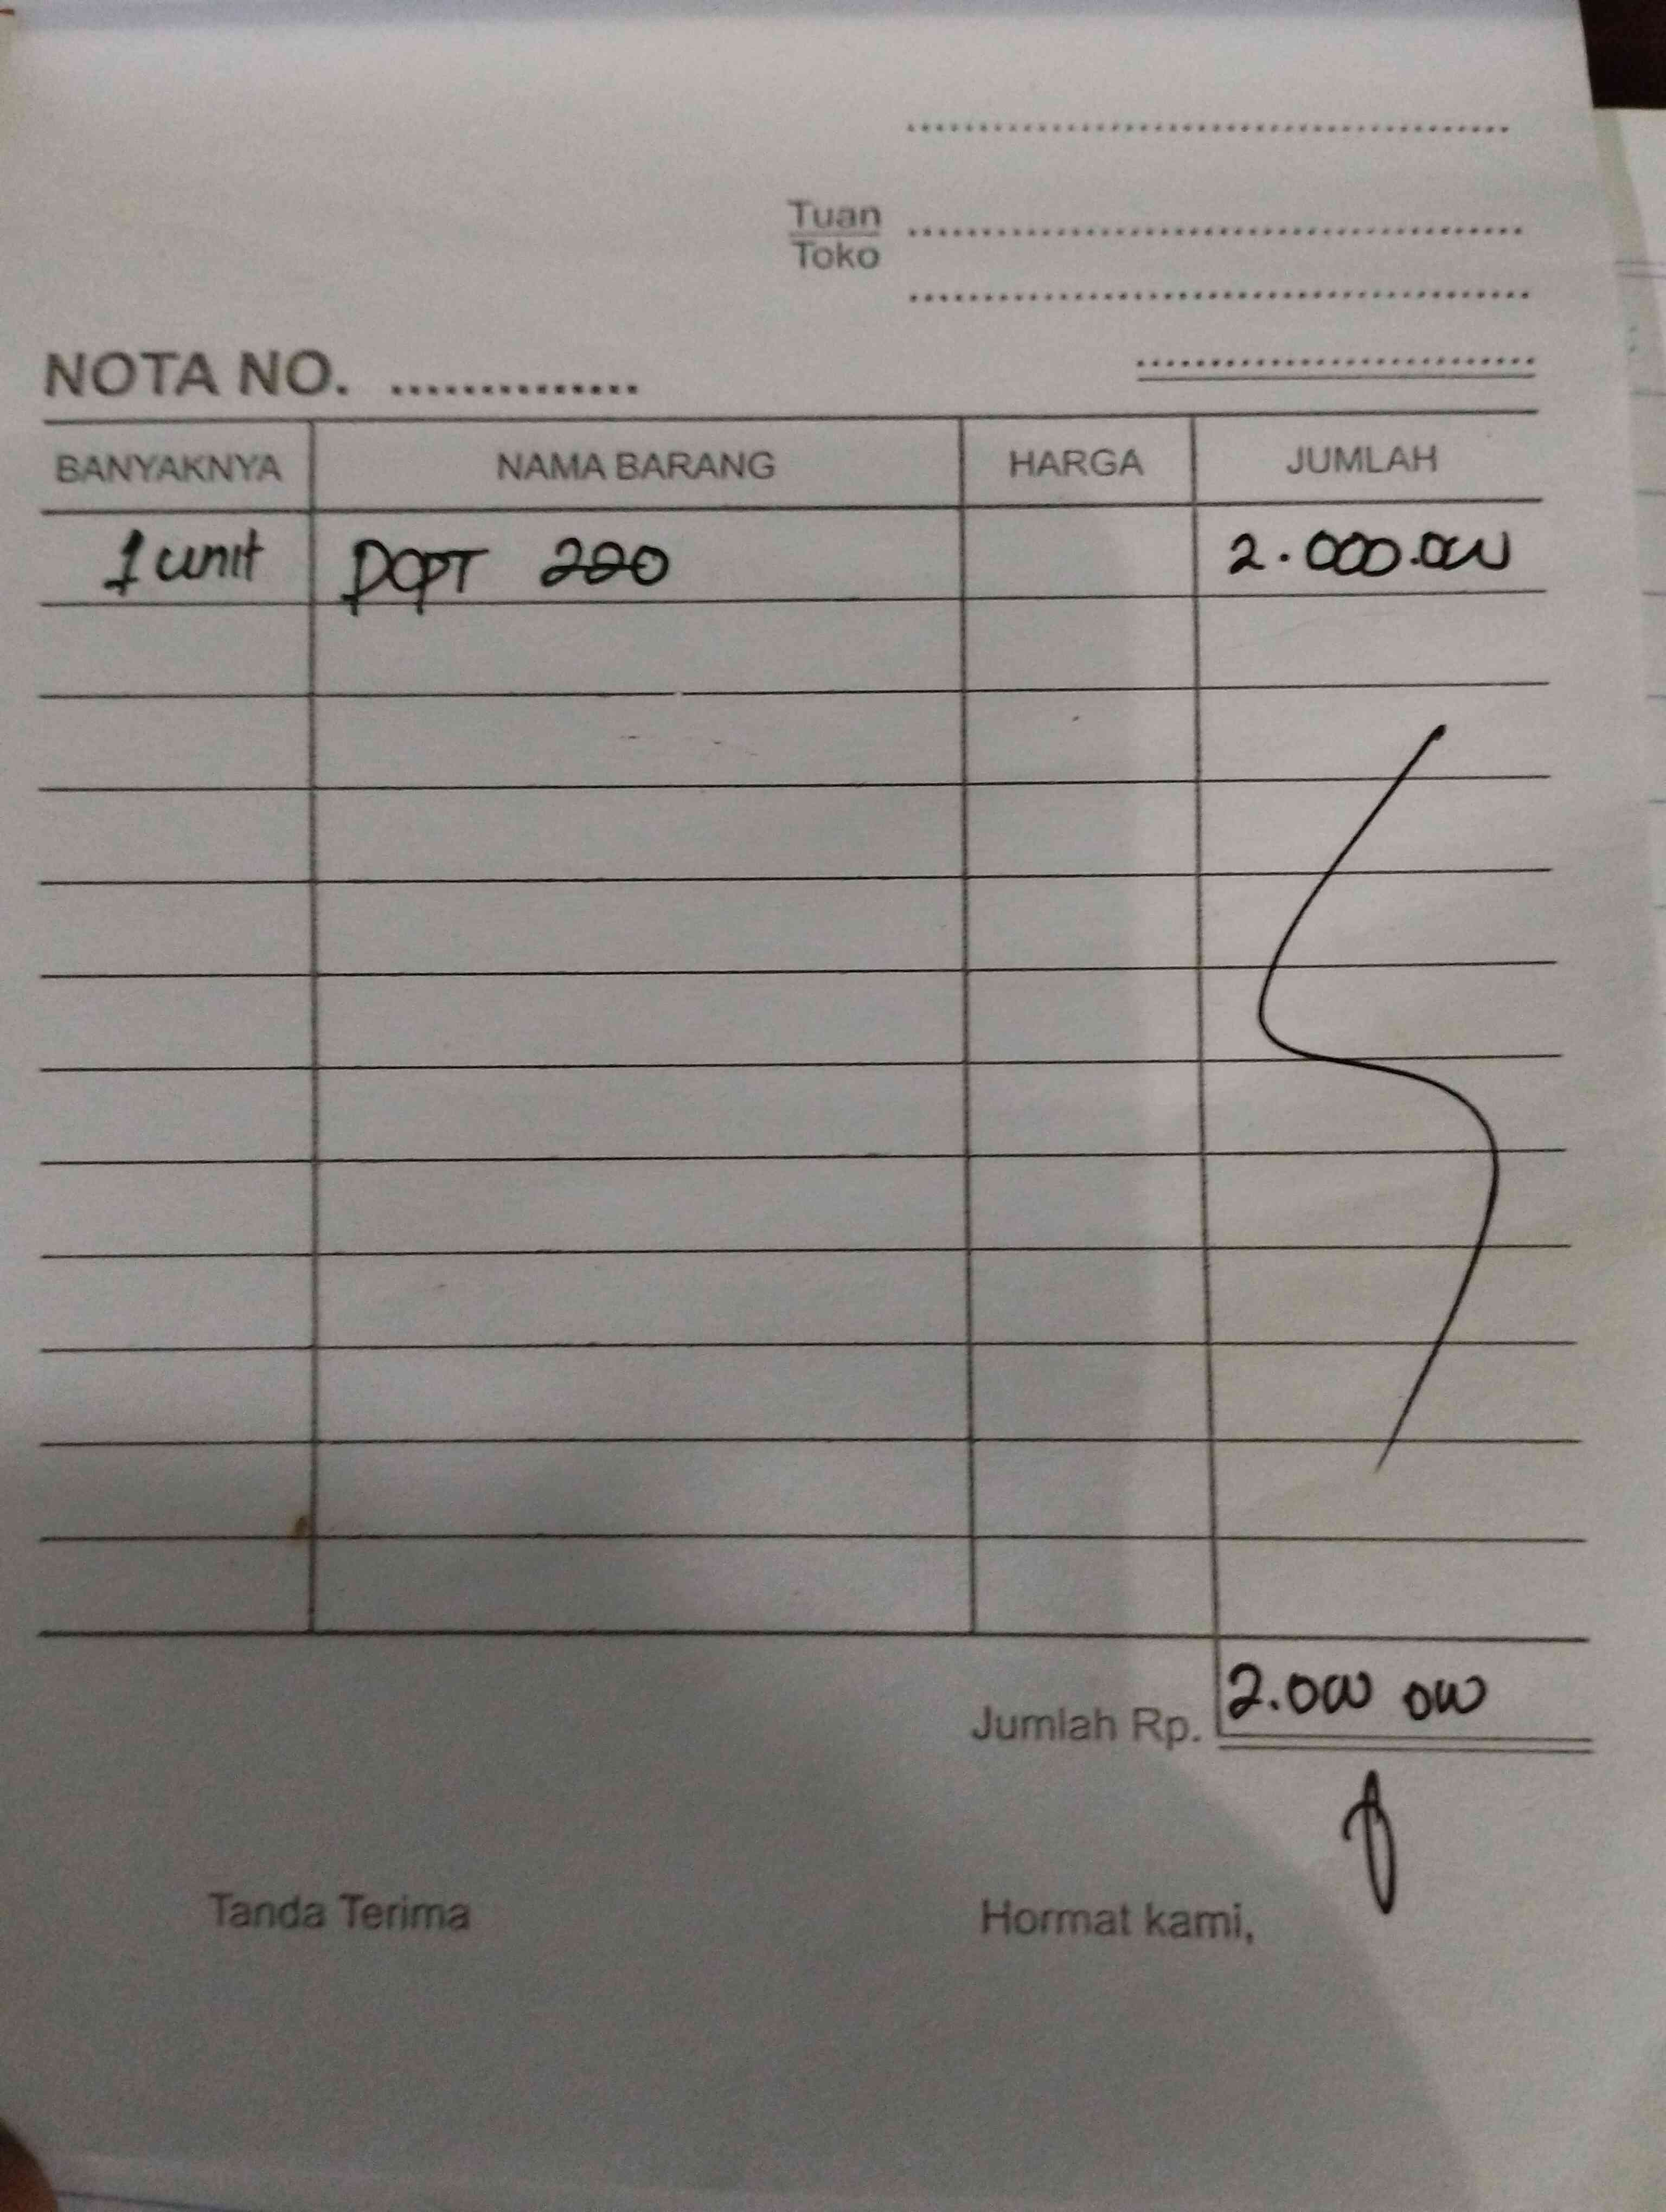 Tuan
Toko
NOTA NO. ..............
BANYAKNYA NAMA BARANG HARGA JUMLAH
1 unit DCPT 220 2.000.000
Jumlah Rp. 2.000 000
Tanda Terima Hormat kami,